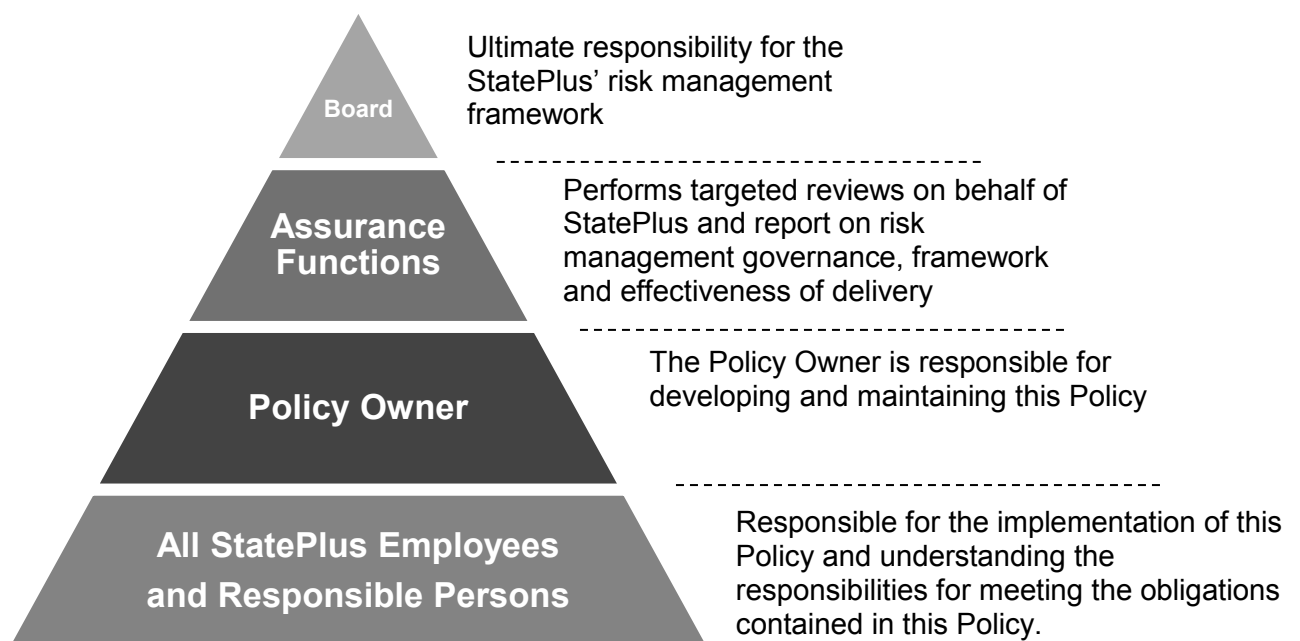 Board
Ultimate responsibility for the
StatePlus’ risk management
framework
Assurance
Functions
Performs targeted reviews on behalf of
StatePlus and report on risk
management governance, framework
and effectiveness of delivery
Policy Owner
The Policy Owner is responsible for
developing and maintaining this Policy
All StatePlus Employees
and Responsible Persons
Responsible for the implementation of this
Policy and understanding the
responsibilities for meeting the obligations
contained in this Policy.